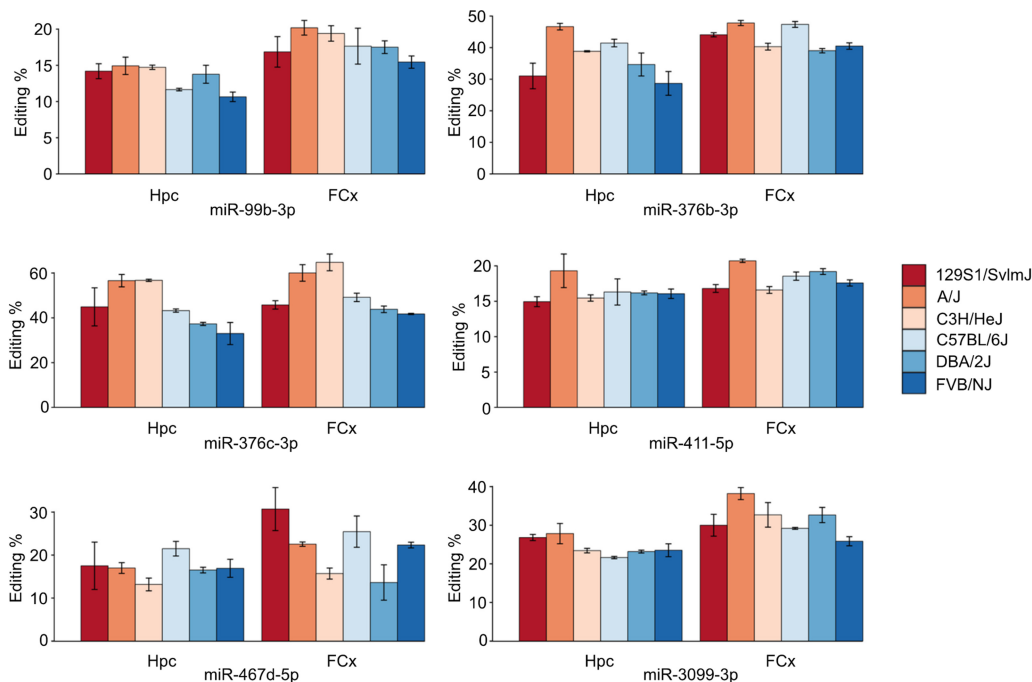 Editing %
20
15
10
5
0
Hpc
FCx
miR-99b-3p
Editing %
50
40
30
20
10
0
Hpc
FCx
miR-376b-3p
Editing %
60
40
20
0
Hpc
FCx
miR-376c-3p
Editing %
20
15
10
5
0
Hpc
FCx
miR-411-5p
129S1/SvImJ
A/J
C3H/HeJ
C57BL/6J
DBA/2J
FVB/NJ
Editing %
30
20
10
0
Hpc
FCx
miR-467d-5p
Editing %
40
30
20
10
0
Hpc
FCx
miR-3099-3p